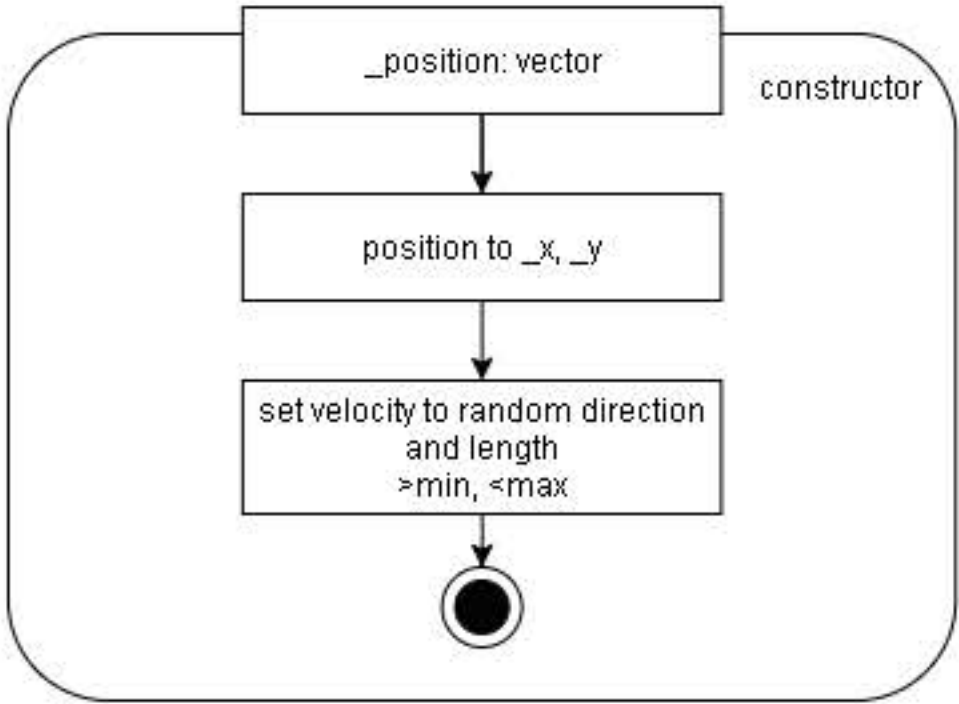 _position: vector
constructor
position to _x, _y
set velocity to random direction
and length
>min, <max